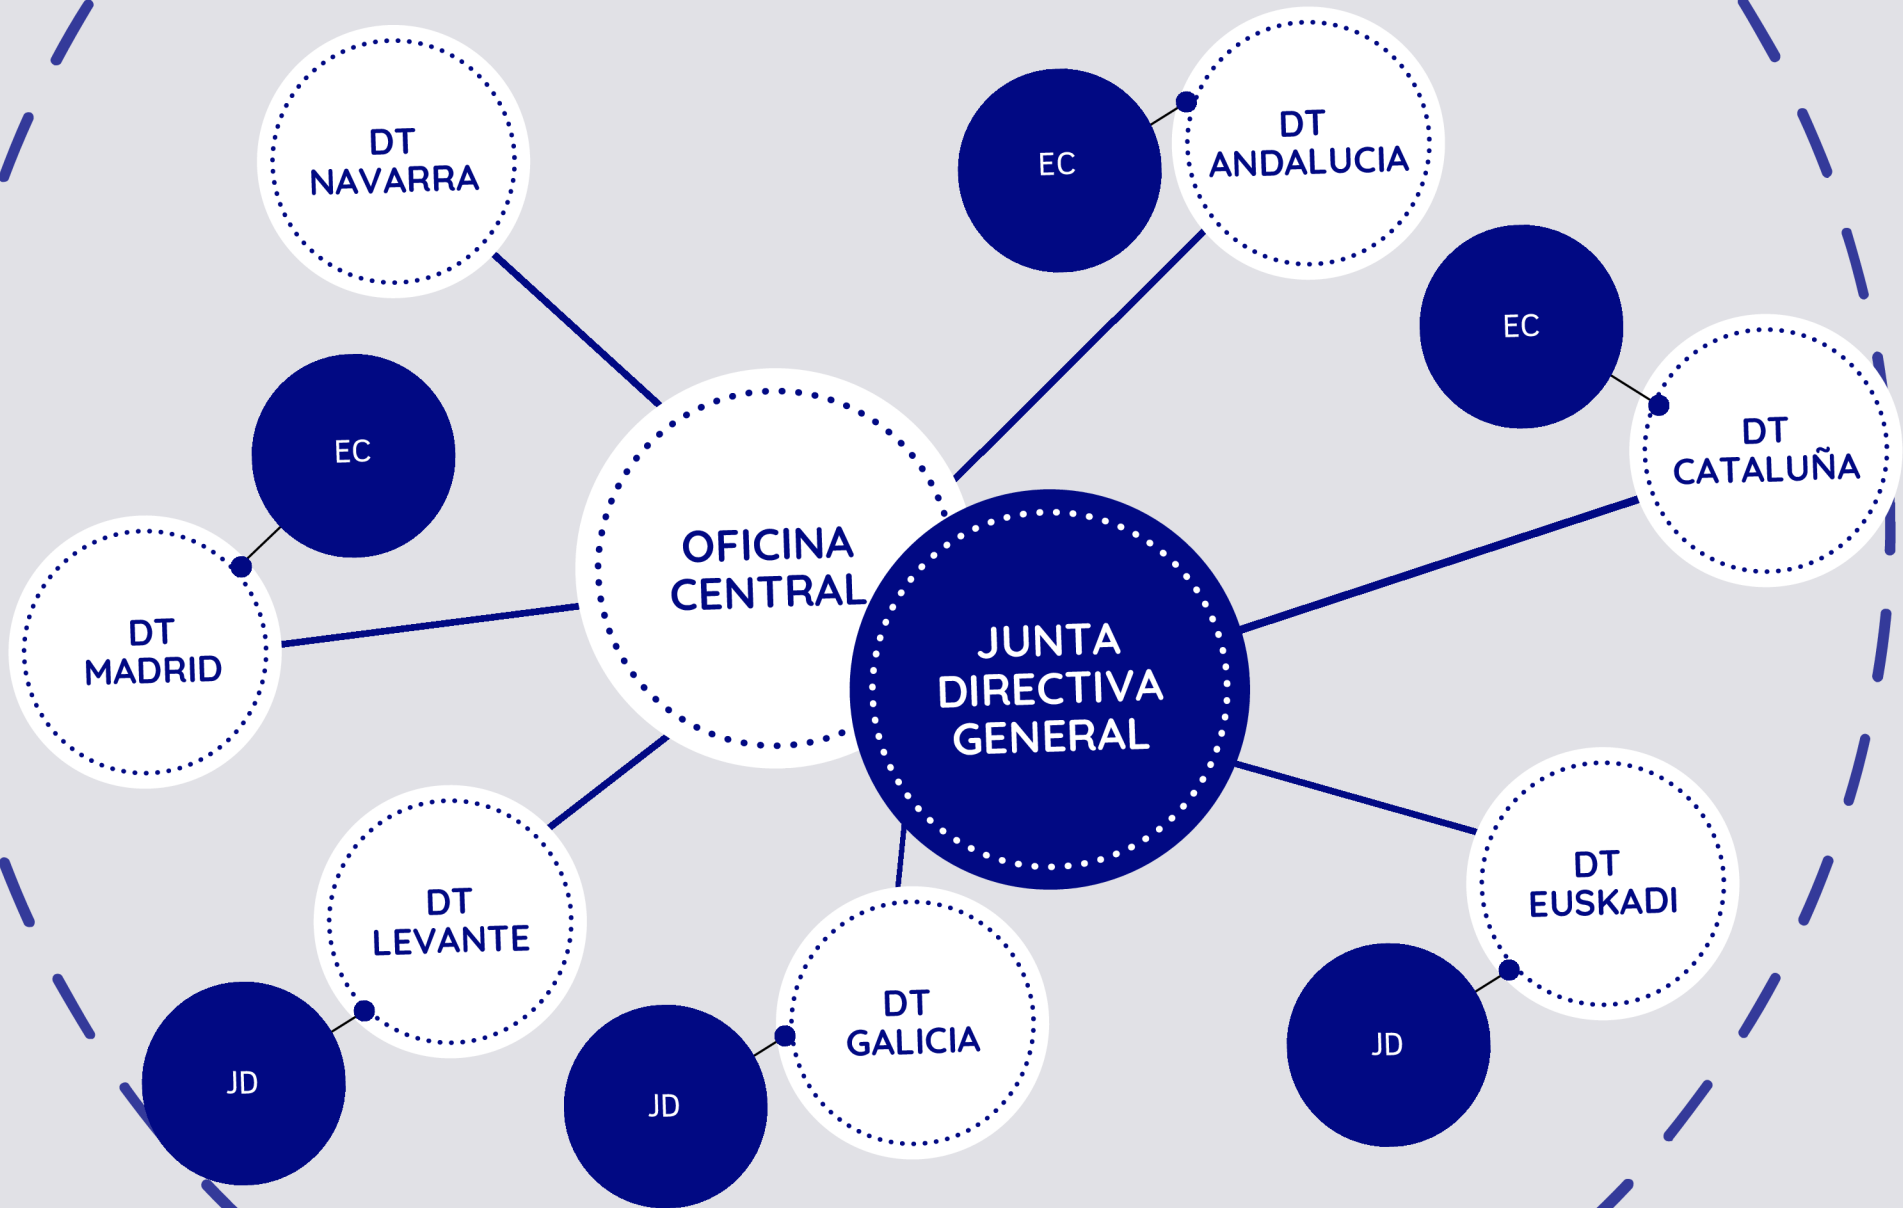 DT
NAVARRA
EC
DT
ANDALUCIA
EC
DT
CATALUÑA
EC
DT
MADRID
OFICINA
CENTRAL
JUNTA
DIRECTIVA
GENERAL
DT
LEVANTE
JD
DT
GALICIA
JD
DT
EUSKADI
JD